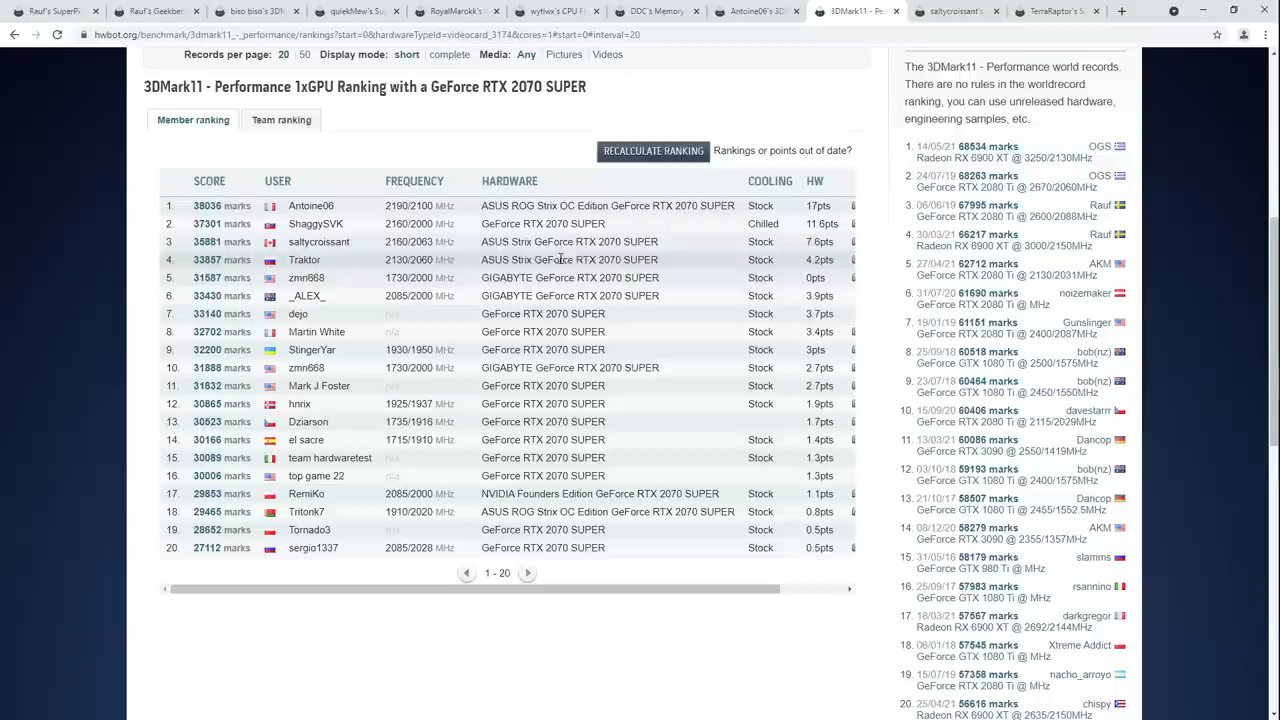 Rauf's SuperPi
Rauf's Geekben
biso biso's 3DM
quiekMew's Sup
RoyalMarokk's
wytiwx's CPU F
DDC's Memory
Antoine06's 3D
3DMark11 - Per
saltycroissant's
TerraRaptor's S
hwbot.org/benchmark/3dmark11_-_performance/rankings?start=0&hardwareTypeId=videocard_3174&cores=1#start=0#interval=20
Records per page: 20 50 Display mode: short complete Media: Any Pictures Videos
3DMark11 - Performance 1xGPU Ranking with a GeForce RTX 2070 SUPER
Member ranking Team ranking
RECALCULATE RANKING Rankings or points out of date?
SCORE USER FREQUENCY HARDWARE COOLING HW
1. 38036 marks Antoine06 2190/2100 MHz ASUS ROG Strix OC Edition GeForce RTX 2070 SUPER Stock 17pts
2. 37301 marks ShaggySVK 2160/2000 MHz GeForce RTX 2070 SUPER Chilled 11.6pts
3. 35881 marks saltycroissant 2160/2063 MHz ASUS Strix GeForce RTX 2070 SUPER Stock 7.6pts
4. 33857 marks Traktor 2130/2060 MHz ASUS Strix GeForce RTX 2070 SUPER Stock 4.2pts
5. 31587 marks zmn668 1730/2000 MHz GIGABYTE GeForce RTX 2070 SUPER Stock 0pts
6. 33430 marks _ALEX_ 2085/2000 MHz GIGABYTE GeForce RTX 2070 SUPER Stock 3.9pts
7. 33140 marks dejo n/a GeForce RTX 2070 SUPER Stock 3.7pts
8. 32702 marks Martin White n/a GeForce RTX 2070 SUPER Stock 3.4pts
9. 32200 marks StingerYar 1930/1950 MHz GeForce RTX 2070 SUPER Stock 3pts
10. 31888 marks zmn668 1730/2000 MHz GIGABYTE GeForce RTX 2070 SUPER Stock 2.7pts
11. 31832 marks Mark J Foster n/a GeForce RTX 2070 SUPER Stock 2.7pts
12. 30865 marks hnrix 1925/1937 MHz GeForce RTX 2070 SUPER Stock 1.9pts
13. 30523 marks Dziarson 1735/1916 MHz GeForce RTX 2070 SUPER 1.7pts
14. 30166 marks el sacre 1715/1910 MHz GeForce RTX 2070 SUPER Stock 1.4pts
15. 30089 marks team hardwaretest n/a GeForce RTX 2070 SUPER Stock 1.3pts
16. 30006 marks top game 22 n/a GeForce RTX 2070 SUPER 1.3pts
17. 29853 marks RemiKo 2085/2000 MHz NVIDIA Founders Edition GeForce RTX 2070 SUPER Stock 1.1pts
18. 29465 marks Trionk7 1910/2020 MHz ASUS ROG Strix OC Edition GeForce RTX 2070 SUPER Stock 0.8pts
19. 28652 marks Tornado3 n/a GeForce RTX 2070 SUPER Stock 0.5pts
20. 27112 marks sergio1337 2085/2028 MHz GeForce RTX 2070 SUPER Stock 0.5pts
1 - 20
The 3DMark11 - Performance world records.
There are no rules in the worldrecord
ranking, you can use unreleased hardware,
engineering samples, etc.
1. 14/05/21 68534 marks OGS
Radeon RX 6900 XT @ 3250/2130MHz
2. 24/07/19 68263 marks OGS
GeForce RTX 2080 Ti @ 2670/2060MHz
3. 06/06/19 67995 marks Rauf
GeForce RTX 2080 Ti @ 2600/2088MHz
4. 30/03/21 66217 marks Rauf
Radeon RX 6900 XT @ 3000/2150MHz
5. 27/04/21 62712 marks AKM
GeForce RTX 2080 Ti @ 2130/2031MHz
6. 31/07/20 61690 marks noizemaker
GeForce RTX 2080 Ti @ MHz
7. 19/01/19 61151 marks Gunslinger
GeForce RTX 2080 Ti @ 2400/2087MHz
8. 25/09/18 60518 marks bob(nz)
GeForce GTX 1080 Ti @ 2500/1575MHz
9. 23/07/18 60464 marks bob(nz)
GeForce GTX 1080 Ti @ 2450/1550MHz
10. 15/09/20 60406 marks davestarrr
GeForce RTX 2080 Ti @ 2115/2029MHz
11. 13/03/21 60086 marks Dancop
GeForce RTX 3090 @ 2550/1419MHz
12. 03/10/18 59193 marks bob(nz)
GeForce GTX 1080 Ti @ 2400/1575MHz
13. 21/10/17 58507 marks Dancop
GeForce GTX 1080 Ti @ 2455/1552.5MHz
14. 08/12/20 58279 marks AKM
GeForce RTX 3090 @ 2355/1357MHz
15. 31/05/16 58179 marks slamms
GeForce GTX 980 Ti @ MHz
16. 25/09/17 57983 marks rsannino
GeForce GTX 1080 Ti @ MHz
17. 18/03/21 57567 marks darkgregor
Radeon RX 6900 XT @ 2692/2144MHz
18. 06/01/18 57545 marks Xtreme Addict
GeForce GTX 1080 Ti @ MHz
19. 15/07/19 57358 marks nacho_arroyo
GeForce RTX 2080 Ti @ MHz
20. 25/04/21 56616 marks chispy
Radeon RX 6900 XT @ 2635/2150MHz